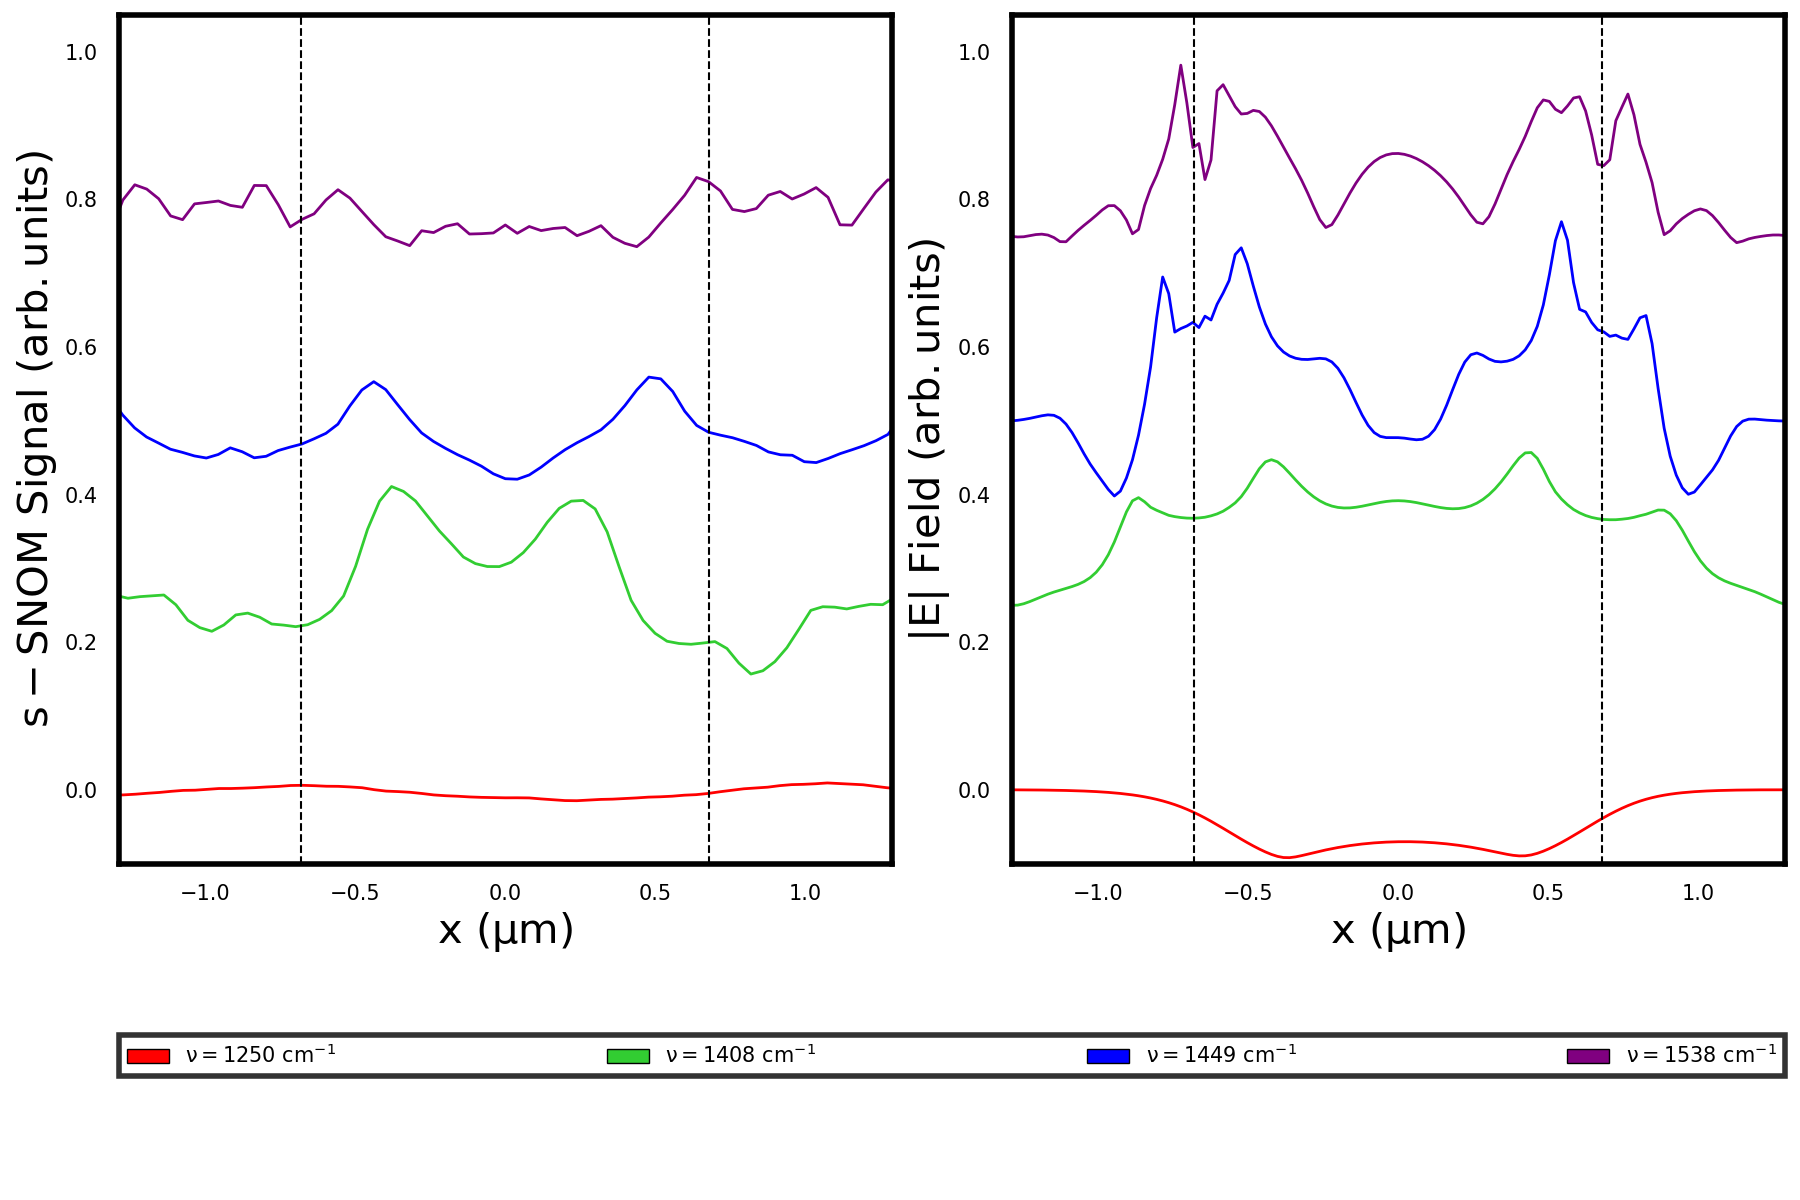 s − SNOM Signal (arb. units)
1.0
0.8
0.6
0.4
0.2
0.0
−1.0 −0.5 0.0 0.5 1.0
x (μm)
|E| Field (arb. units)
1.0
0.8
0.6
0.4
0.2
0.0
−1.0 −0.5 0.0 0.5 1.0
x (μm)
ν = 1250 cm⁻¹ ν = 1408 cm⁻¹ ν = 1449 cm⁻¹ ν = 1538 cm⁻¹